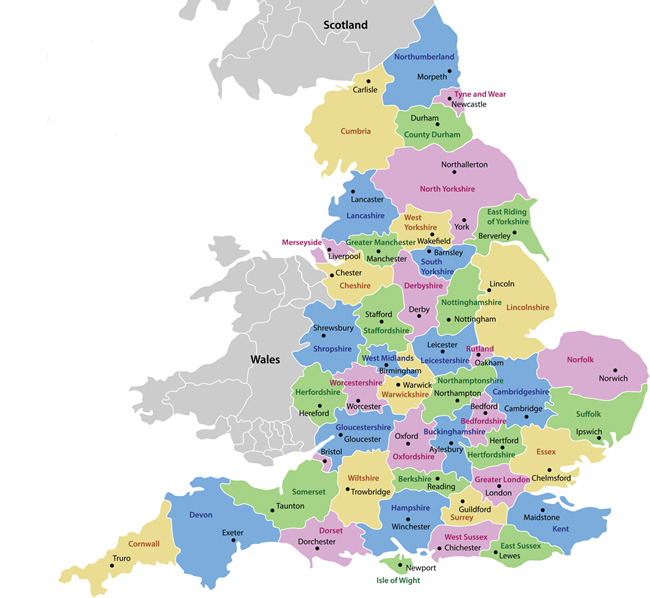 Scotland
Northumberland
Morpeth
Carlisle
Tyne and Wear
Newcastle
Durham
County Durham
Cumbria
Northallerton
North Yorkshire
Lancaster
Lancashire
West
Yorkshire
Wakefield
York
East Riding
of Yorkshire
Berverley
Merseyside
Liverpool
Greater Manchester
Manchester
Barnsley
South
Yorkshire
Chester
Cheshire
Derbyshire
Derby
Nottinghamshire
Nottingham
Lincoln
Lincolnshire
Stafford
Staffordshire
Shrewsbury
Shropshire
Wales
West Midlands
Birmingham
Leicester
Leicestershire
Rutland
Oakham
Norfolk
Norwich
Herfordshire
Hereford
Worcestershire
Worcester
Warwick
Warwickshire
Northamptonshire
Northampton
Cambridgeshire
Cambridge
Bedford
Bedfordshire
Suffolk
Ipswich
Gloucestershire
Gloucester
Oxford
Oxfordshire
Buckinghamshire
Aylesbury
Hertford
Hertfordshire
Essex
Chelmsford
Bristol
Wiltshire
Trowbridge
Berkshire
Reading
Greater London
London
Somerset
Taunton
Hampshire
Winchester
Guildford
Surrey
Maidstone
Kent
Devon
Exeter
Dorset
Dorchester
West Sussex
Chichester
East Sussex
Lewes
Cornwall
Truro
Newport
Isle of Wight